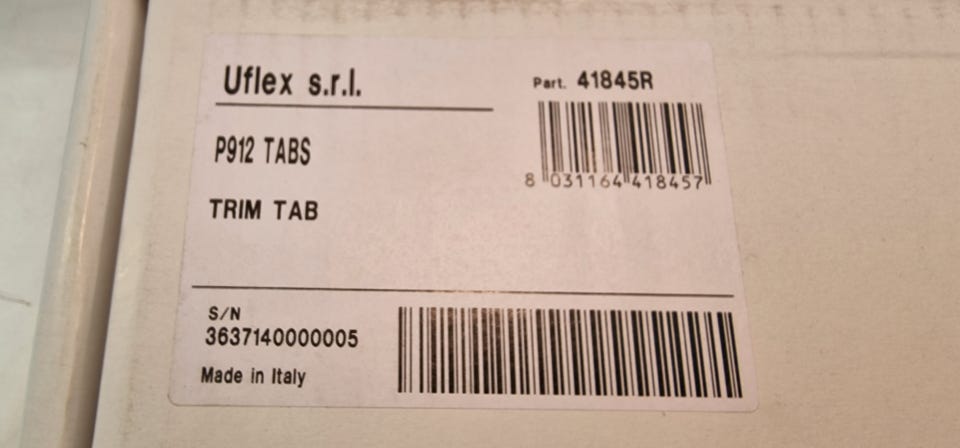 Uflex s.r.l.
Part. 41845R
8 031164 418457
P912 TABS
TRIM TAB
S/N
3637140000005
Made in Italy